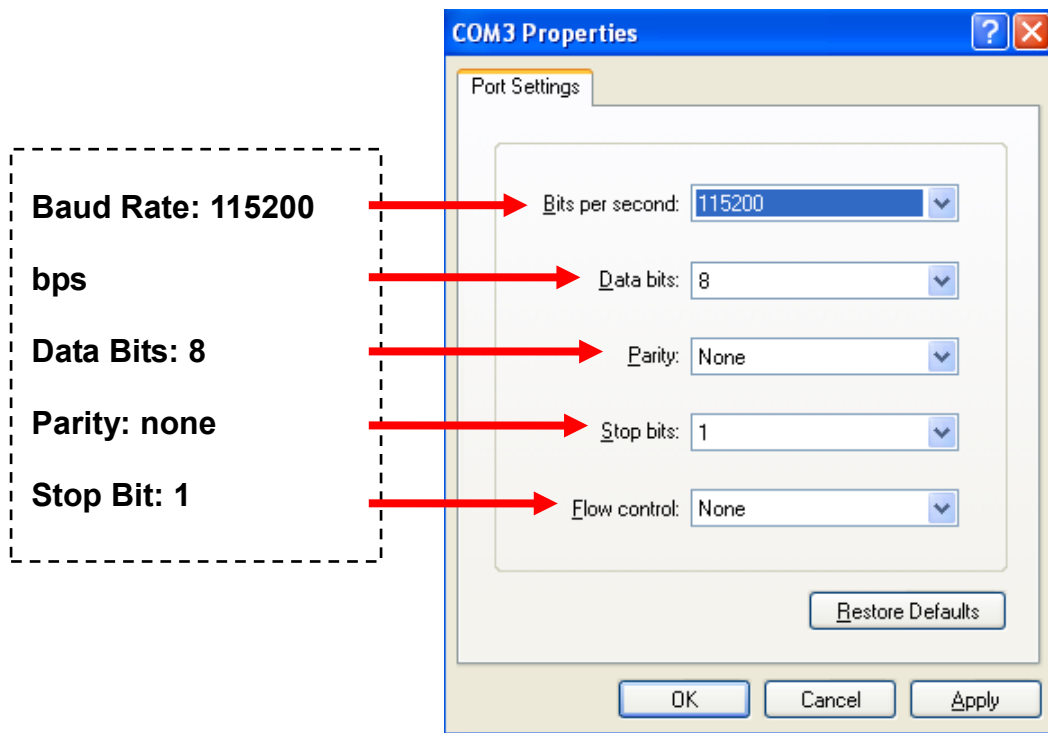 COM3 Properties
Port Settings
Baud Rate: 115200
bps
Data Bits: 8
Parity: none
Stop Bit: 1
Bits per second: 115200
Data bits: 8
Parity: None
Stop bits: 1
Flow control: None
Restore Defaults
OK Cancel Apply